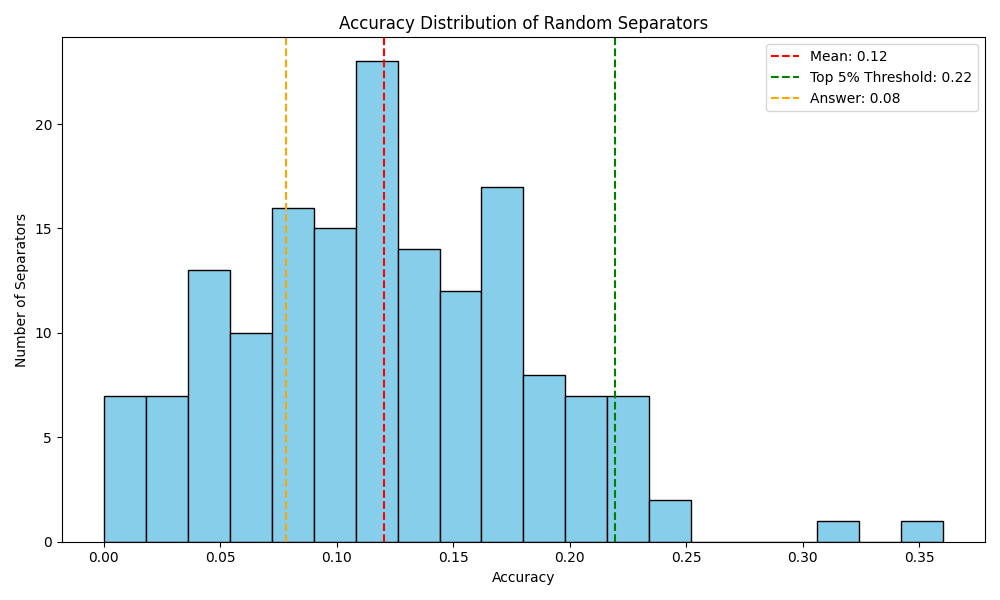 Accuracy Distribution of Random Separators
Mean: 0.12
Top 5% Threshold: 0.22
Answer: 0.08
Number of Separators
20
15
10
5
0
0.00 0.05 0.10 0.15 0.20 0.25 0.30 0.35
Accuracy